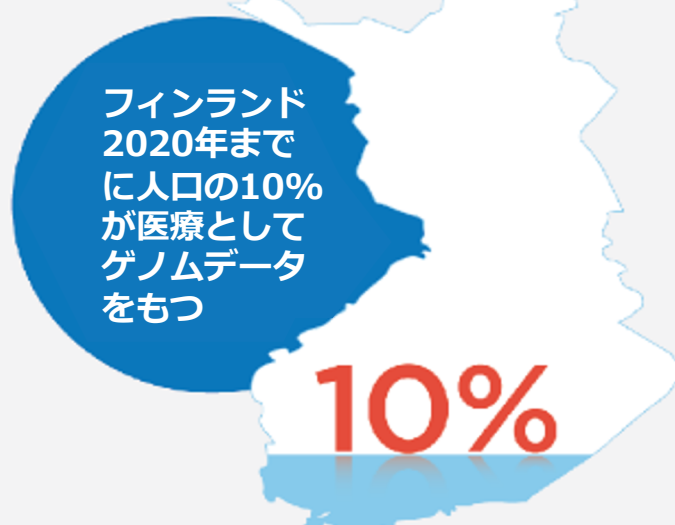 フィンランド
2020年まで
に人口の10%
が医療として
ゲノムデータ
をもつ
10%